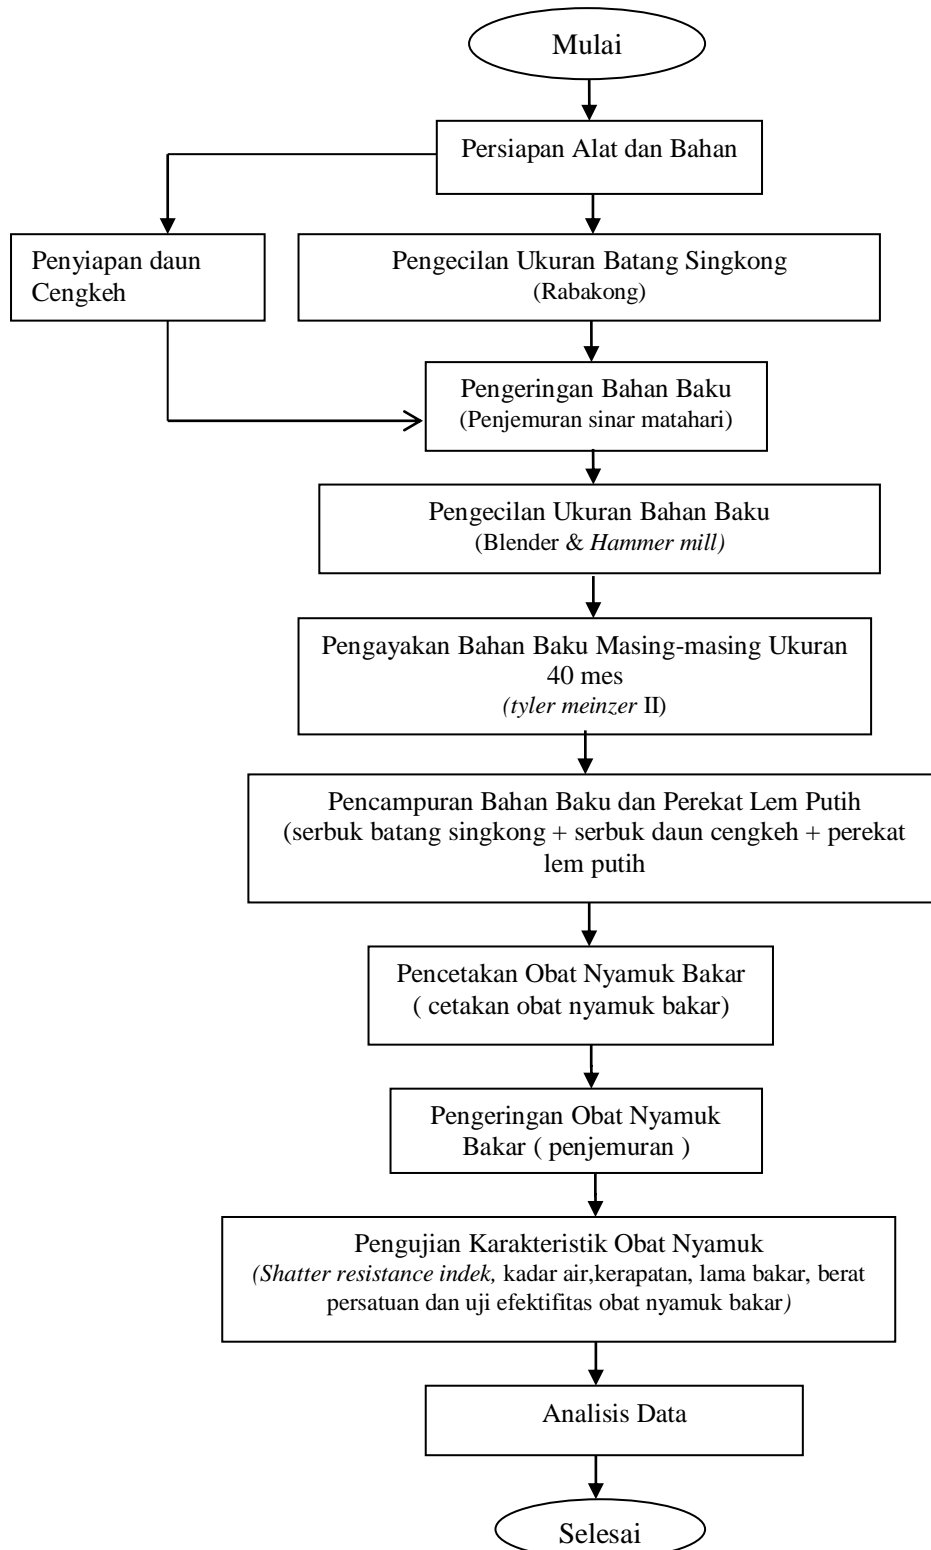 Mulai
Persiapan Alat dan Bahan
Penyiapan daun
Cengkeh
Pengecilan Ukuran Batang Singkong
(Rabakong)
Pengeringan Bahan Baku
(Penjemuran sinar matahari)
Pengecilan Ukuran Bahan Baku
(Blender & Hammer mill)
Pengayakan Bahan Baku Masing-masing Ukuran
40 mes
(tyler meinzer II)
Pencampuran Bahan Baku dan Perekat Lem Putih
(serbuk batang singkong + serbuk daun cengkeh + perekat
lem putih
Pencetakan Obat Nyamuk Bakar
( cetakan obat nyamuk bakar)
Pengeringan Obat Nyamuk
Bakar ( penjemuran )
Pengujian Karakteristik Obat Nyamuk
(Shatter resistance indek, kadar air,kerapatan, lama bakar, berat
persatuan dan uji efektifitas obat nyamuk bakar)
Analisis Data
Selesai